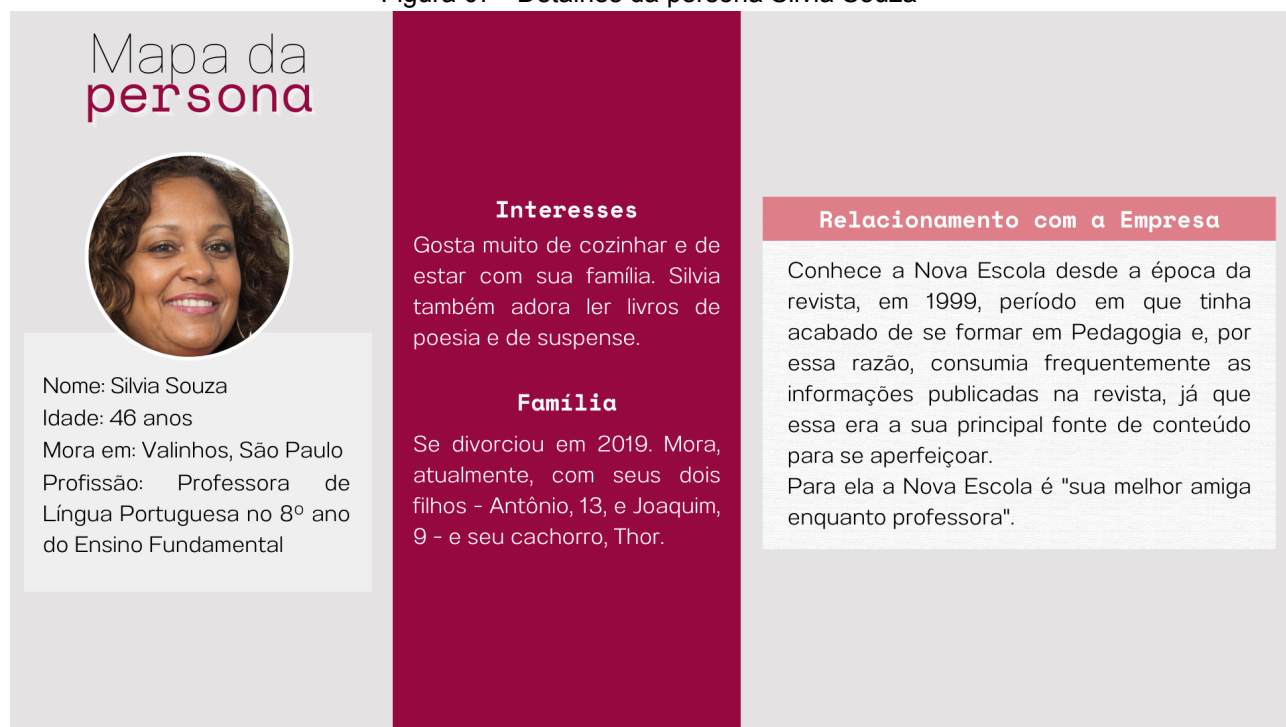 Detalhes da persona Silvia Souza
Mapa da
persona
Nome: Silvia Souza
Idade: 46 anos
Mora em: Valinhos, São Paulo
Profissão: Professora de
Língua Portuguesa no 8º ano
do Ensino Fundamental
Interesses
Gosta muito de cozinhar e de
estar com sua família. Silvia
também adora ler livros de
poesia e de suspense.
Família
Se divorciou em 2019. Mora,
atualmente, com seus dois
filhos - Antônio, 13, e Joaquim,
9 - e seu cachorro, Thor.
Relacionamento com a Empresa
Conhece a Nova Escola desde a época da
revista, em 1999, período em que tinha
acabado de se formar em Pedagogia e, por
essa razão, consumia frequentemente as
informações publicadas na revista, já que
essa era a sua principal fonte de conteúdo
para se aperfeiçoar.
Para ela a Nova Escola é "sua melhor amiga
enquanto professora".